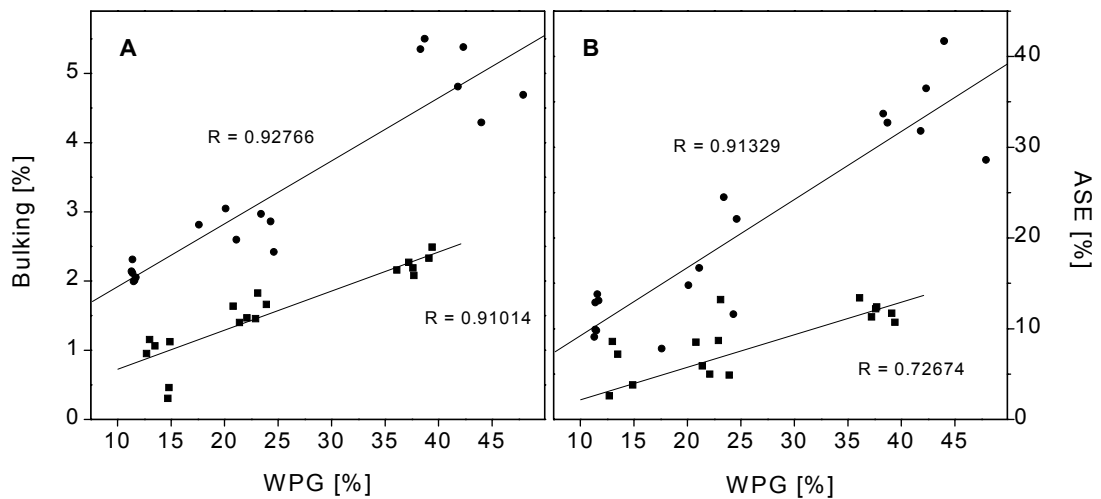 A
B
R = 0.92766
R = 0.91014
R = 0.91329
R = 0.72674
Bulking [%]
0
1
2
3
4
5
10 15 20 25 30 35 40 45
WPG [%]
10 15 20 25 30 35 40 45
WPG [%]
40
30
20
10
0
ASE [%]